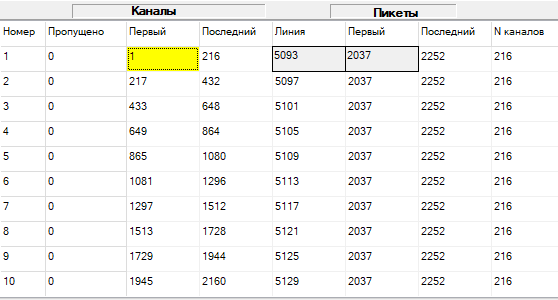 Каналы Пикеты
Номер Пропущено Первый Последний Линия Первый Последний N каналов
1 0 1 216 5093 2037 2252 216
2 0 217 432 5097 2037 2252 216
3 0 433 648 5101 2037 2252 216
4 0 649 864 5105 2037 2252 216
5 0 865 1080 5109 2037 2252 216
6 0 1081 1296 5113 2037 2252 216
7 0 1297 1512 5117 2037 2252 216
8 0 1513 1728 5121 2037 2252 216
9 0 1729 1944 5125 2037 2252 216
10 0 1945 2160 5129 2037 2252 216